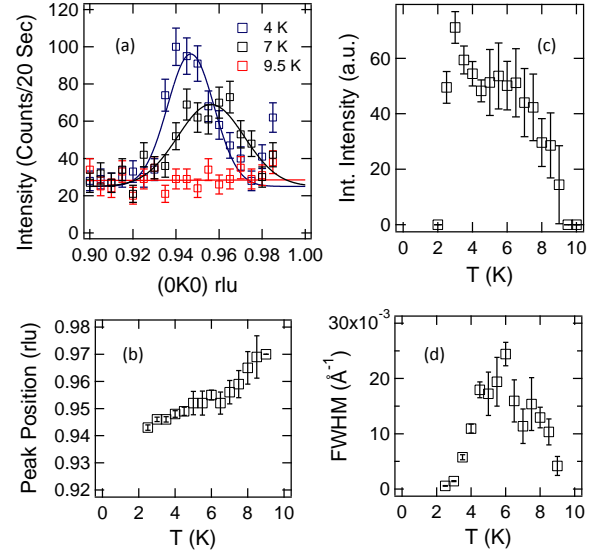 120
100
80
60
40
20
0
Intensity (Counts/20 Sec)
(a)
4 K
7 K
9.5 K
0.90
0.92
0.94
0.96
0.98
1.00
(0K0) rlu
60
40
20
0
Int. Intensity (a.u.)
(c)
0
2
4
6
8
10
T (K)
0.98
0.97
0.96
0.95
0.94
0.93
0.92
Peak Position (rlu)
(b)
0
2
4
6
8
10
T (K)
30x10-3
20
10
0
FWHM (Å-1)
(d)
0
2
4
6
8
10
T (K)